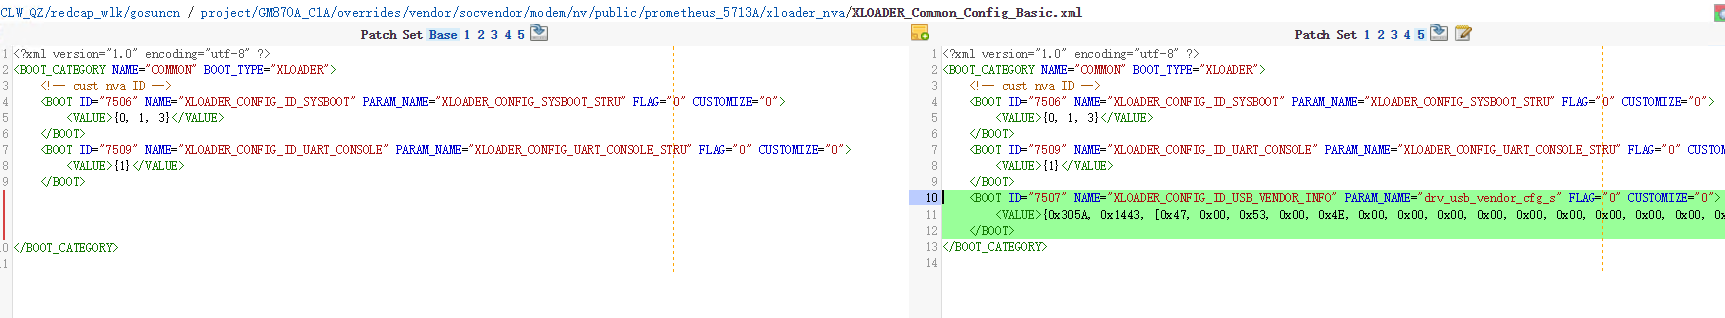 CLW_QZ/redcap_wlk/gosuncn / project/GM870A_C1A/overrides/vendor/socvendor/modem/nv/public/prometheus_5713A/xloader_nva/XLOADER_Common_Config_Basic.xml
Patch Set Base 1 2 3 4 5
1 <?xml version="1.0" encoding="utf-8" ?>
2 <BOOT_CATEGORY NAME="COMMON" BOOT_TYPE="XLOADER">
3 <!-- cust nva ID -->
4 <BOOT ID="7506" NAME="XLOADER_CONFIG_ID_SYSBOOT" PARAM_NAME="XLOADER_CONFIG_SYSBOOT_STRU" FLAG="0" CUSTOMIZE="0">
5 <VALUE>{0, 1, 3}</VALUE>
6 </BOOT>
7 <BOOT ID="7509" NAME="XLOADER_CONFIG_ID_UART_CONSOLE" PARAM_NAME="XLOADER_CONFIG_UART_CONSOLE_STRU" FLAG="0" CUSTOMIZE="0">
8 <VALUE>{1}</VALUE>
9 </BOOT>
10 </BOOT_CATEGORY>
11
Patch Set 1 2 3 4 5
1 <?xml version="1.0" encoding="utf-8" ?>
2 <BOOT_CATEGORY NAME="COMMON" BOOT_TYPE="XLOADER">
3 <!-- cust nva ID -->
4 <BOOT ID="7506" NAME="XLOADER_CONFIG_ID_SYSBOOT" PARAM_NAME="XLOADER_CONFIG_SYSBOOT_STRU" FLAG="0" CUSTOMIZE="0">
5 <VALUE>{0, 1, 3}</VALUE>
6 </BOOT>
7 <BOOT ID="7509" NAME="XLOADER_CONFIG_ID_UART_CONSOLE" PARAM_NAME="XLOADER_CONFIG_UART_CONSOLE_STRU" FLAG="0" CUSTO
8 <VALUE>{1}</VALUE>
9 </BOOT>
10 <BOOT ID="7507" NAME="XLOADER_CONFIG_ID_USB_VENDOR_INFO" PARAM_NAME="drv_usb_vendor_cfg_s" FLAG="0" CUSTOMIZE="0">
11 <VALUE>{0x305A, 0x1443, [0x47, 0x00, 0x53, 0x00, 0x4E, 0x00, 0x00, 0x00, 0x00, 0x00, 0x00, 0x00, 0x00, 0x00, 0
12 </BOOT>
13 </BOOT_CATEGORY>
14